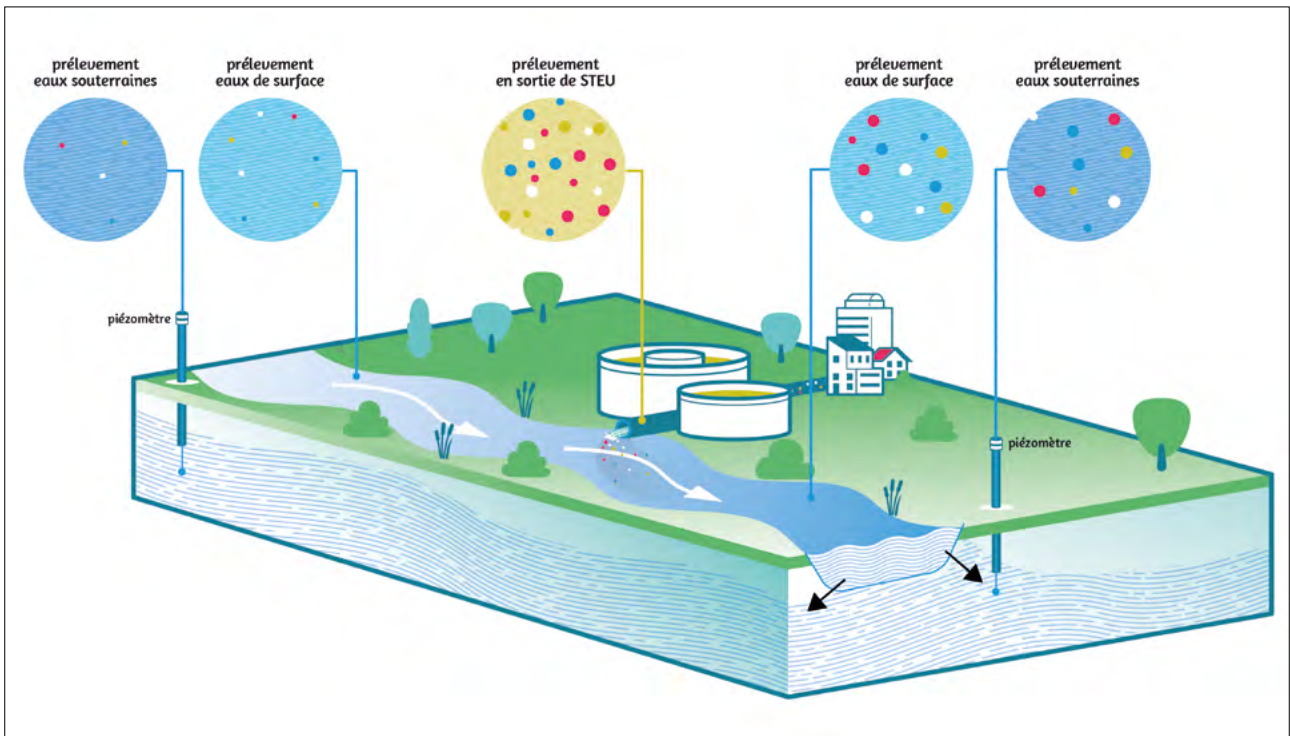 prélevement
eaux souterraines
prélevement
eaux de surface
prélevement
en sortie de STEU
prélevement
eaux de surface
prélevement
eaux souterraines
piézomètre
piézomètre